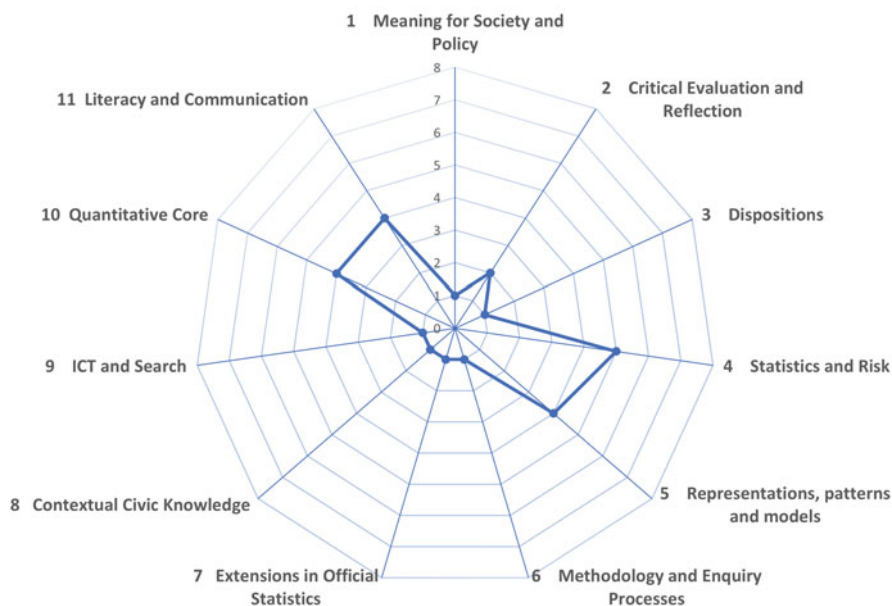 1 Meaning for Society and
Policy
2 Critical Evaluation and
Reflection
3 Dispositions
4 Statistics and Risk
5 Representations, patterns
and models
6 Methodology and Enquiry
Processes
7 Extensions in Official
Statistics
8 Contextual Civic Knowledge
9 ICT and Search
10 Quantitative Core
11 Literacy and Communication
8
7
6
5
4
3
2
1
0